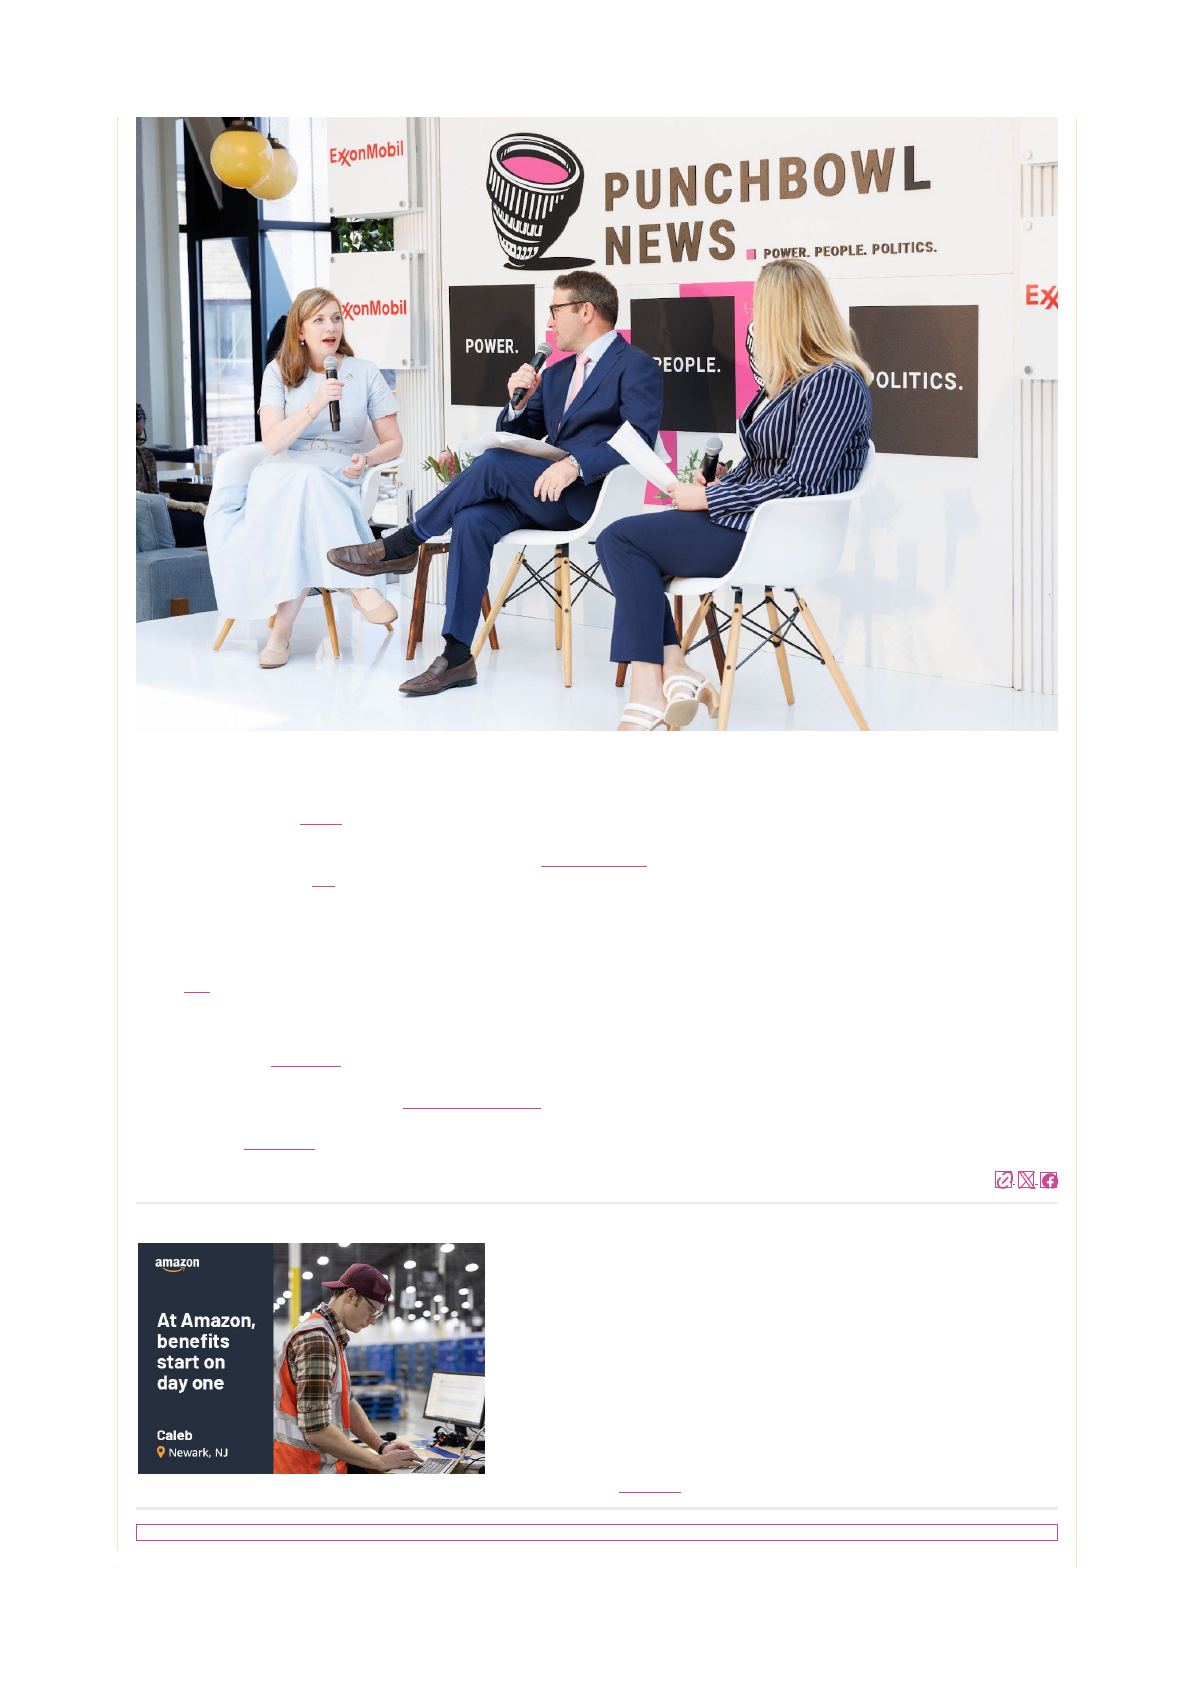 ExxonMobil
PUNCHBOWL
NEWS
POWER. PEOPLE. POLITICS.
ExxonMobil
POWER.
PEOPLE.
POLITICS.
amazon
At Amazon,
benefits
start on
day one
Caleb
Newark, NJ